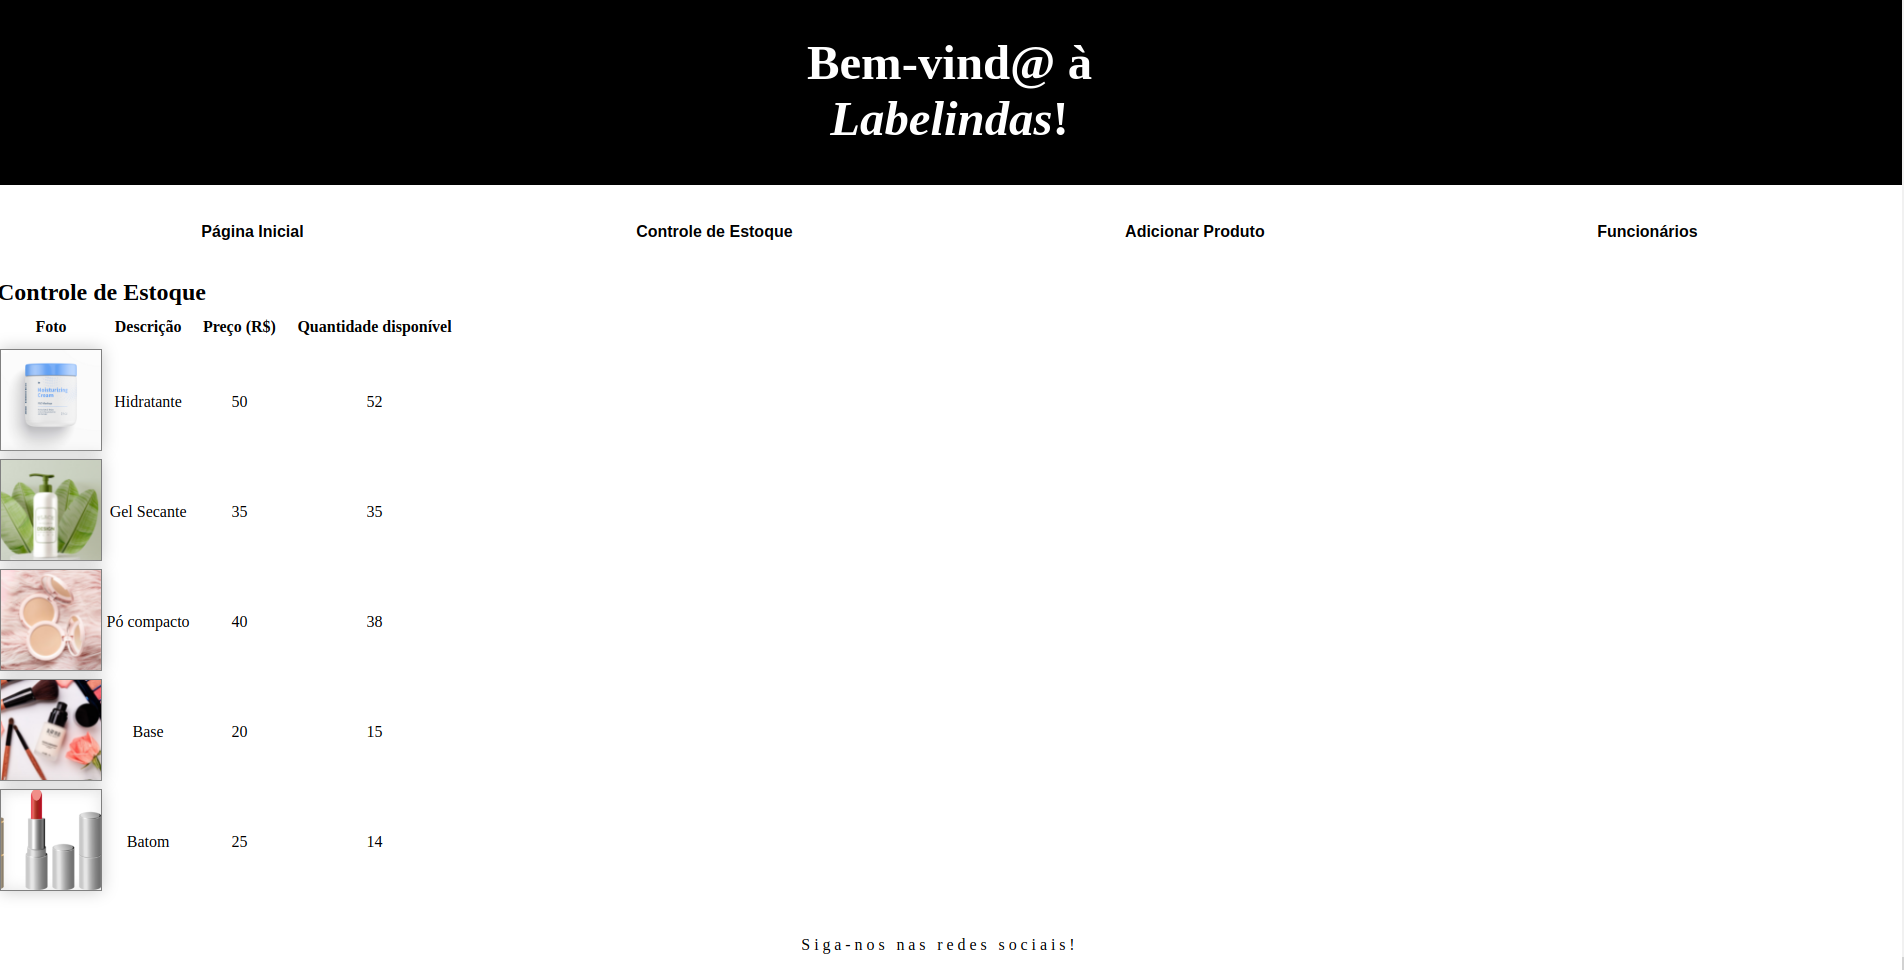 Bem-vind@ à
Labelindas!
Página Inicial Controle de Estoque Adicionar Produto Funcionários
Controle de Estoque
Foto Descrição Preço (R$) Quantidade disponível
Moisturizing
Cream
Hidratante 50 52
Gel Secante 35 35
Pó compacto 40 38
Base 20 15
Batom 25 14
Siga-nos nas redes sociais!